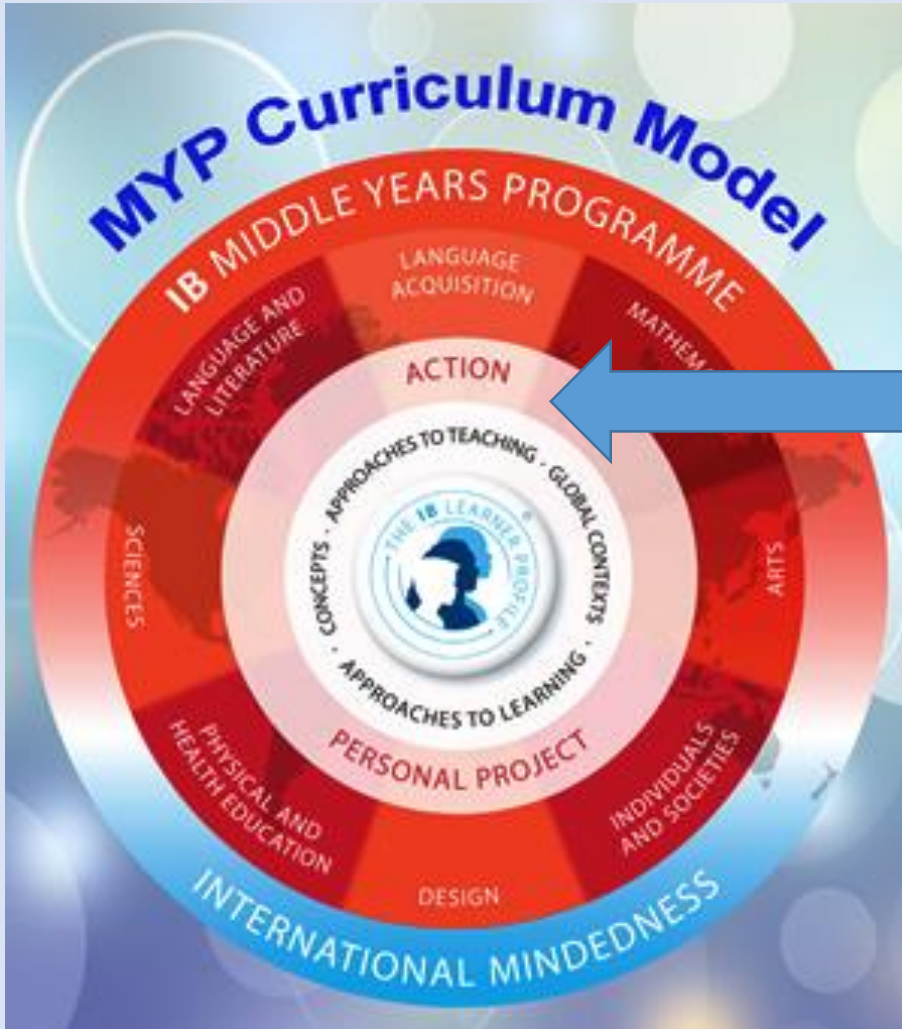 MYP Curriculum Model
IB MIDDLE YEARS PROGRAMME
LANGUAGE
ACQUISITION
LANGUAGE AND
LITERATURE
ACTION
APPROACHES TO TEACHING · GLOBAL CONTEXTS ·
APPROACHES TO LEARNING · CONCEPTS ·
THE IB LEARNER PROFILE®
SCIENCES
ARTS
PERSONAL PROJECT
PHYSICAL AND
HEALTH EDUCATION
INDIVIDUALS
AND SOCIETIES
DESIGN
INTERNATIONAL MINDEDNESS